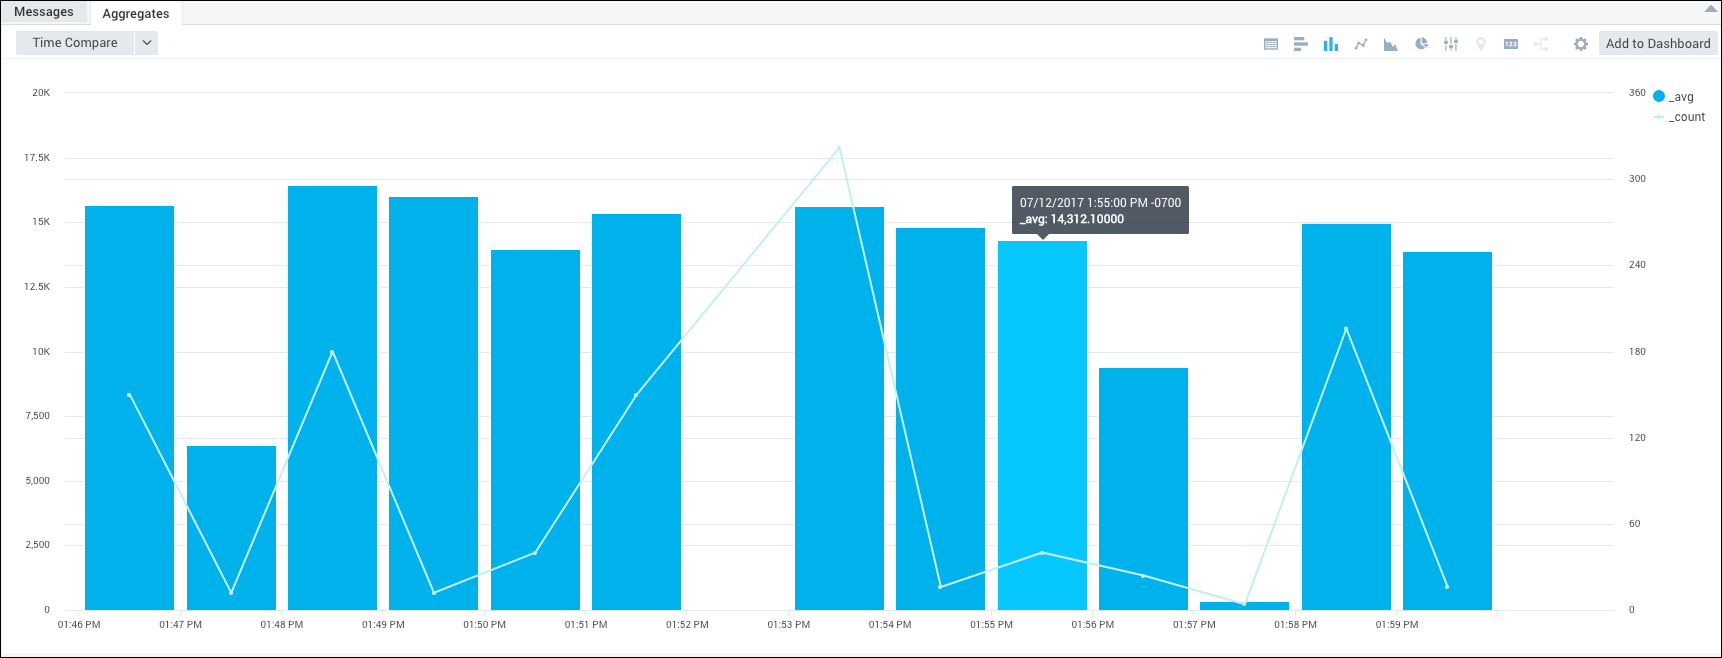 Messages
Aggregates
Time Compare
123
Add to Dashboard
20K
17.5K
15K
12.5K
10K
7,500
5,000
2,500
0
360
300
240
180
120
60
0
_avg
_count
07/12/2017 1:55:00 PM -0700
_avg: 14,312.10000
01:46 PM 01:47 PM 01:48 PM 01:49 PM 01:50 PM 01:51 PM 01:52 PM 01:53 PM 01:54 PM 01:55 PM 01:56 PM 01:57 PM 01:58 PM 01:59 PM